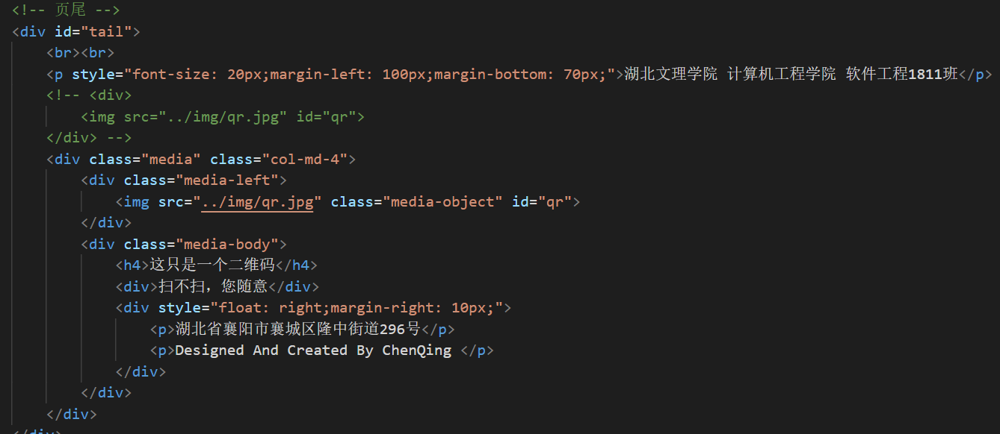 <!-- 页尾 -->
<div id="tail">
<br><br>
<p style="font-size: 20px;margin-left: 100px;margin-bottom: 70px;">湖北文理学院 计算机工程学院 软件工程1811班</p>
<!-- <div>
<img src="../img/qr.jpg" id="qr">
</div> -->
<div class="media" class="col-md-4">
<div class="media-left">
<img src="../img/qr.jpg" class="media-object" id="qr">
</div>
<div class="media-body">
<h4>这只是一个二维码</h4>
<div>扫不扫，您随意</div>
<div style="float: right;margin-right: 10px;">
<p>湖北省襄阳市襄城区隆中街道296号</p>
<p>Designed And Created By ChenQing </p>
</div>
</div>
</div>
</div>